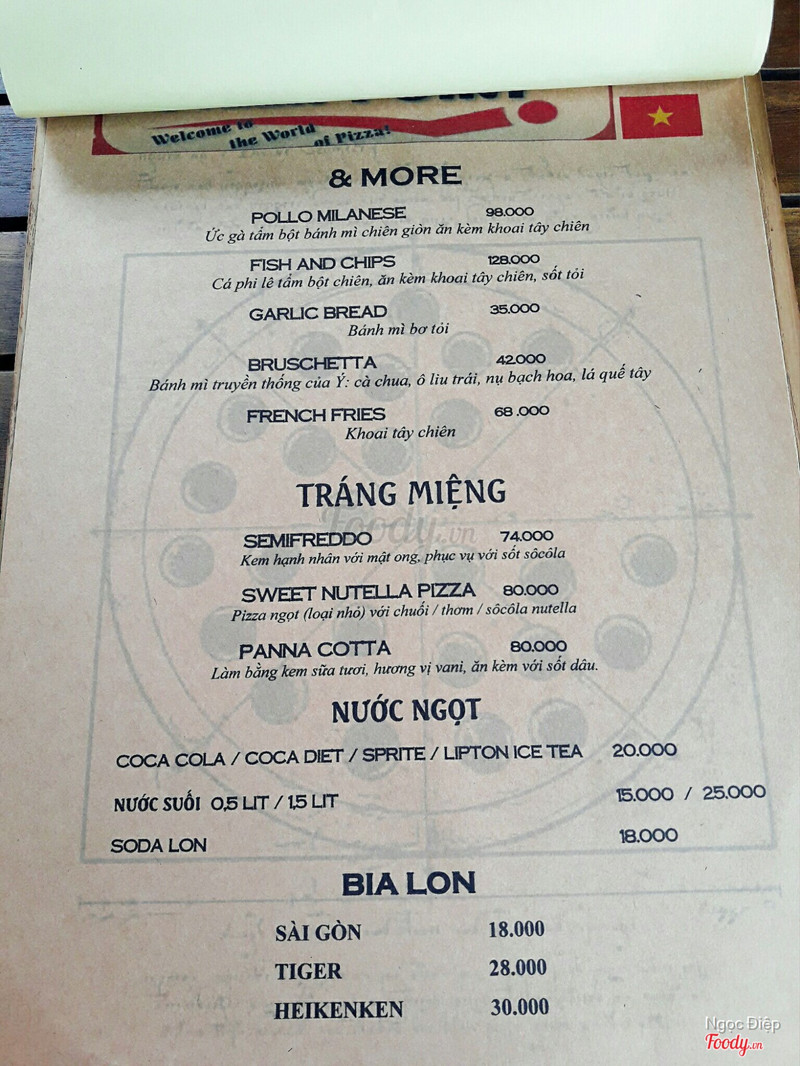 Welcome to
the World
of Pizza!
& MORE
POLLO MILANESE 98.000
Ức gà tẩm bột bánh mì chiên giòn ăn kèm khoai tây chiên
FISH AND CHIPS 128.000
Cá phi lê tẩm bột chiên, ăn kèm khoai tây chiên, sốt tỏi
GARLIC BREAD 35.000
Bánh mì bơ tỏi
BRUSCHETTA 42.000
Bánh mì truyền thống của Ý: cà chua, ô liu trái, nụ bạch hoa, lá quế tây
FRENCH FRIES 68.000
Khoai tây chiên
TRÁNG MIỆNG
Foody.vn
SEMIFREDDO 74.000
Kem hạnh nhân với mật ong, phục vụ với sốt sôcôla
SWEET NUTELLA PIZZA 80.000
Pizza ngọt (loại nhỏ) với chuối / thơm / sôcôla nutella
PANNA COTTA 80.000
Làm bằng kem sữa tươi, hương vị vani, ăn kèm với sốt dâu.
NƯỚC NGỌT
COCA COLA / COCA DIET / SPRITE / LIPTON ICE TEA 20.000
NƯỚC SUỐI 0,5 LIT / 1,5 LIT 15.000 / 25.000
SODA LON 18.000
BIA LON
SÀI GÒN 18.000
TIGER 28.000
HEIKENKEN 30.000
Ngọc Điệp
Foody.vn